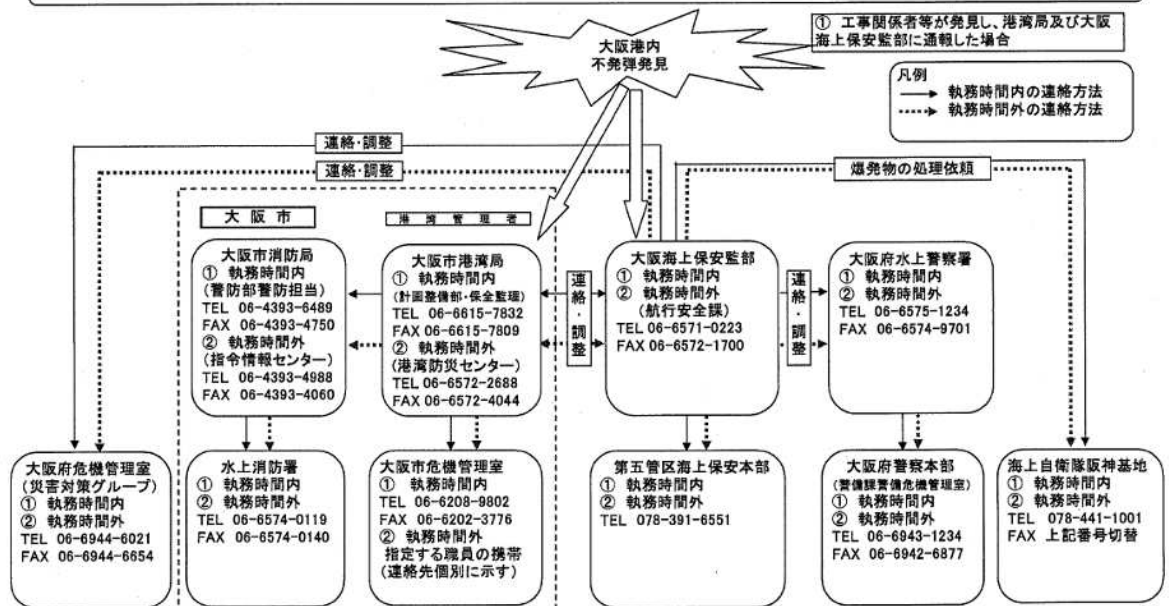 大阪港内
不発弾発見
① 工事関係者等が発見し、港湾局及び大阪
海上保安監部に通報した場合
凡例
執務時間内の連絡方法
執務時間外の連絡方法
連絡・調整
連絡・調整
爆発物の処理依頼
大阪市
港湾管理者
大阪市消防局
① 執務時間内
(警防部警防担当)
TEL 06-4393-6489
FAX 06-4393-4750
② 執務時間外
(指令情報センター)
TEL 06-4393-4988
FAX 06-4393-4060
大阪市港湾局
① 執務時間内
(計画整備部・保全監理)
TEL 06-6615-7832
FAX 06-6615-7809
② 執務時間外
(港湾防災センター)
TEL 06-6572-2688
FAX 06-6572-4044
連絡・調整
大阪海上保安監部
① 執務時間内
② 執務時間外
(航行安全課)
TEL 06-6571-0223
FAX 06-6572-1700
連絡・調整
大阪府水上警察署
① 執務時間内
② 執務時間外
TEL 06-6575-1234
FAX 06-6574-9701
大阪府危機管理室
(災害対策グループ)
① 執務時間内
② 執務時間外
TEL 06-6944-6021
FAX 06-6944-6654
水上消防署
① 執務時間内
② 執務時間外
TEL 06-6574-0119
FAX 06-6574-0140
大阪市危機管理室
① 執務時間内
TEL 06-6208-9802
FAX 06-6202-3776
② 執務時間外
指定する職員の携帯
(連絡先個別に示す)
第五管区海上保安本部
① 執務時間内
② 執務時間外
TEL 078-391-6551
大阪府警察本部
(警備課警備危機管理室)
① 執務時間内
② 執務時間外
TEL 06-6943-1234
FAX 06-6942-6877
海上自衛隊阪神基地
① 執務時間内
② 執務時間外
TEL 078-441-1001
FAX 上記番号切替